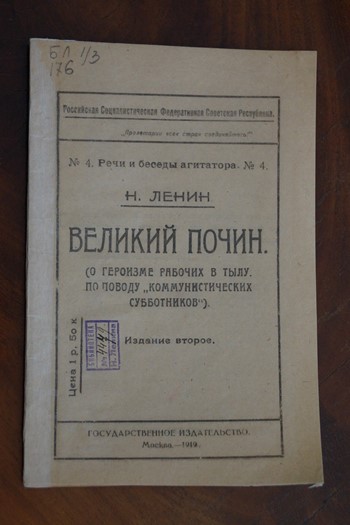 БЛ 1/3
176
Российская Социалистическая Федеративная Советская Республика.
„Пролетарии всех стран соединяйтесь!“
№ 4. Речи и беседы агитатора. № 4.
Н. ЛЕНИН
ВЕЛИКИЙ ПОЧИН.
(О ГЕРОИЗМЕ РАБОЧИХ В ТЫЛУ.
ПО ПОВОДУ „КОММУНИСТИЧЕСКИХ
СУББОТНИКОВ“).
Издание второе.
Цена 1 р. 50 к
БИБЛИОТЕКА
ГОСУДАРСТВЕННОЕ ИЗДАТЕЛЬСТВО.
Москва.—1919.